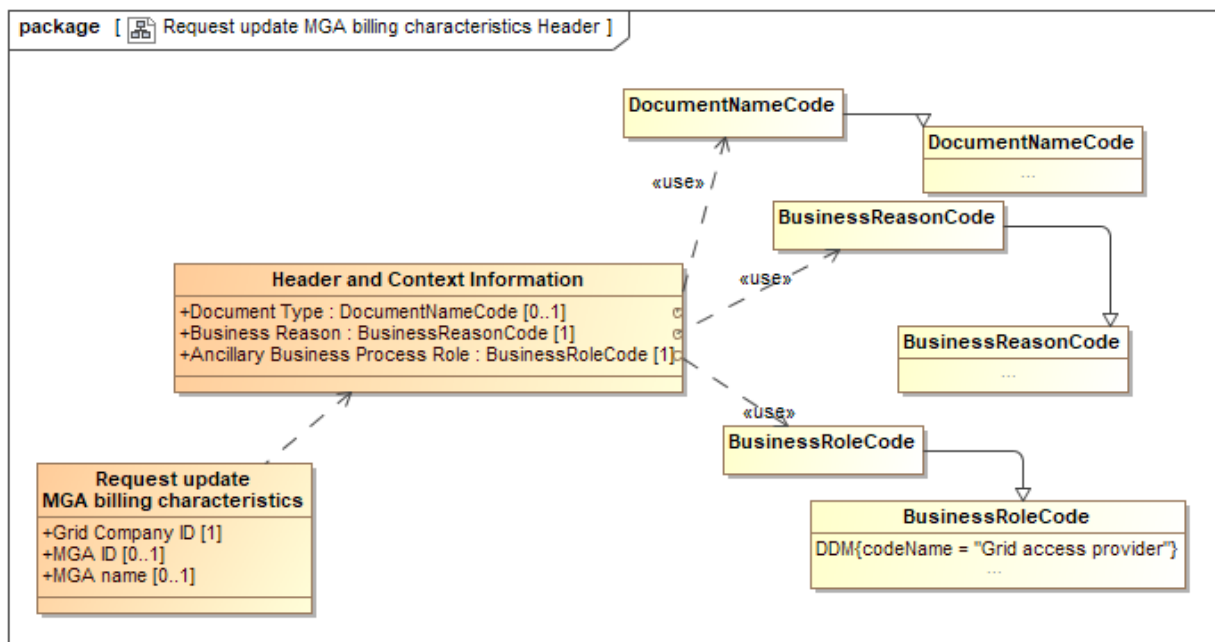 package [ Request update MGA billing characteristics Header ]
DocumentNameCode
DocumentNameCode
...
«use»
BusinessReasonCode
«use»
BusinessReasonCode
...
Header and Context Information
+Document Type : DocumentNameCode [0..1]
+Business Reason : BusinessReasonCode [1]
+Ancillary Business Process Role : BusinessRoleCode [1]
«use»
BusinessRoleCode
BusinessRoleCode
DDM{codeName = "Grid access provider"}
...
Request update
MGA billing characteristics
+Grid Company ID [1]
+MGA ID [0..1]
+MGA name [0..1]